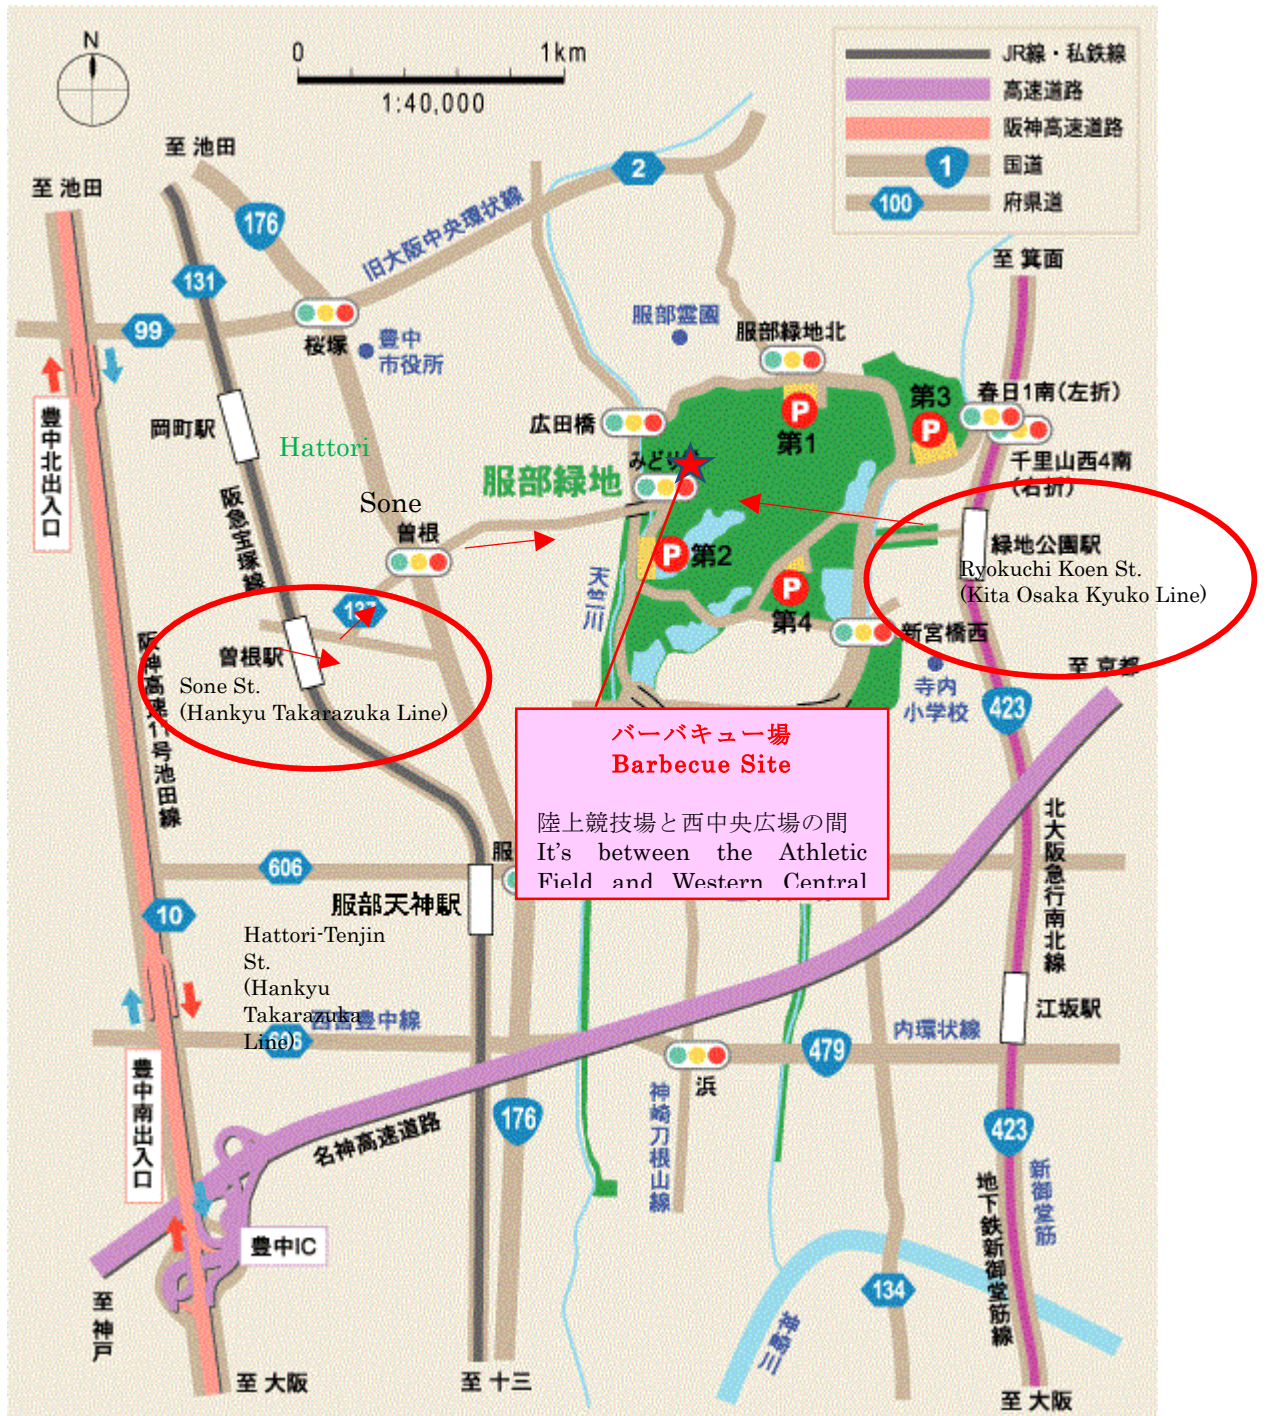 N
0 1km
1:40,000
JR線・私鉄線
高速道路
阪神高速道路
国道
1
府県道
100
至 池田
至 池田
176
2
旧大阪中央環状線
131
99
桜塚
豊中
市役所
服部霊園
服部緑地北
至 箕面
春日1南(左折)
千里山西4南
(右折)
豊中北出入口
岡町駅
Hattori
広田橋
服部緑地
P
第1
第3
P
阪急宝塚線
Sone
曽根
P
第2
P
第4
天竺川
緑地公園駅
Ryokuchi Koen St.
(Kita Osaka Kyuko Line)
新宮橋西
寺内
小学校
至 京都
423
曽根駅
Sone St.
(Hankyu Takarazuka Line)
阪神高速11号池田線
バーバキュー場
Barbecue Site
陸上競技場と西中央広場の間
It's between the Athletic
Field and Western Central
606
服
服部天神駅
10
Hattori-Tenjin
St.
(Hankyu
Takarazuka
Line)
西宮豊中線
606
北大阪急行南北線
江坂駅
内環状線
479
浜
豊中南出入口
名神高速道路
176
神崎刀根山線
423
新御堂筋
地下鉄新御堂筋線
豊中IC
134
神崎川
至 神戸
至 大阪
至 十三
至 大阪